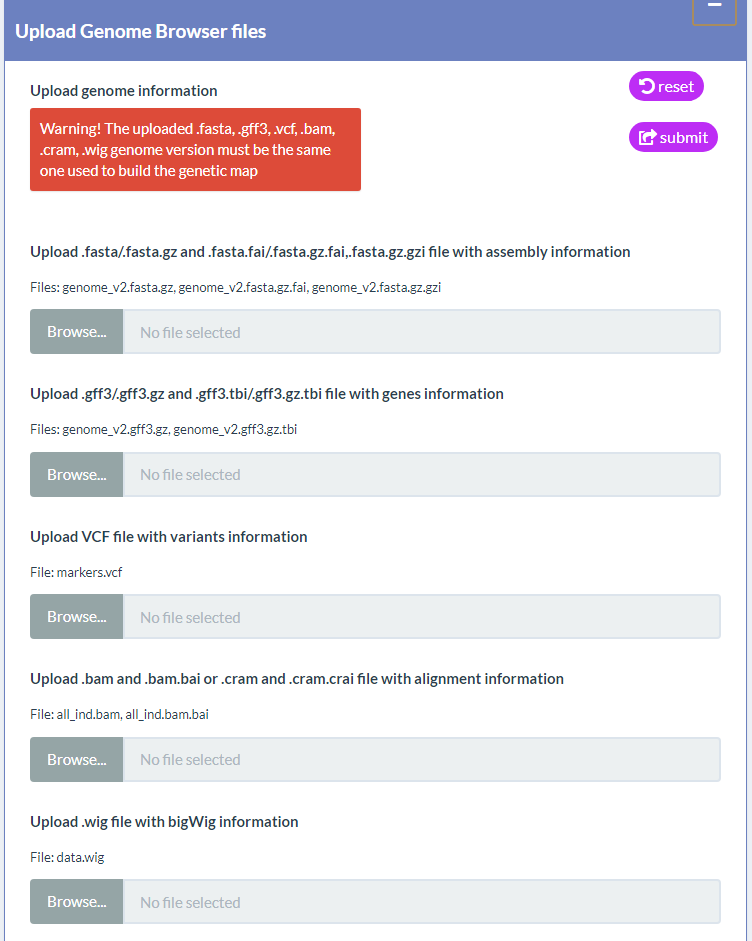 Upload Genome Browser files
Upload genome information
reset
Warning! The uploaded .fasta, .gff3, .vcf, .bam,
.cram, .wig genome version must be the same
one used to build the genetic map
submit
Upload .fasta/.fasta.gz and .fasta.fai/.fasta.gz.fai,.fasta.gz.gzi file with assembly information
Files: genome_v2.fasta.gz, genome_v2.fasta.gz.fai, genome_v2.fasta.gz.gzi
Browse... No file selected
Upload .gff3/.gff3.gz and .gff3.tbi/.gff3.gz.tbi file with genes information
Files: genome_v2.gff3.gz, genome_v2.gff3.gz.tbi
Browse... No file selected
Upload VCF file with variants information
File: markers.vcf
Browse... No file selected
Upload .bam and .bam.bai or .cram and .cram.crai file with alignment information
File: all_ind.bam, all_ind.bam.bai
Browse... No file selected
Upload .wig file with bigWig information
File: data.wig
Browse... No file selected